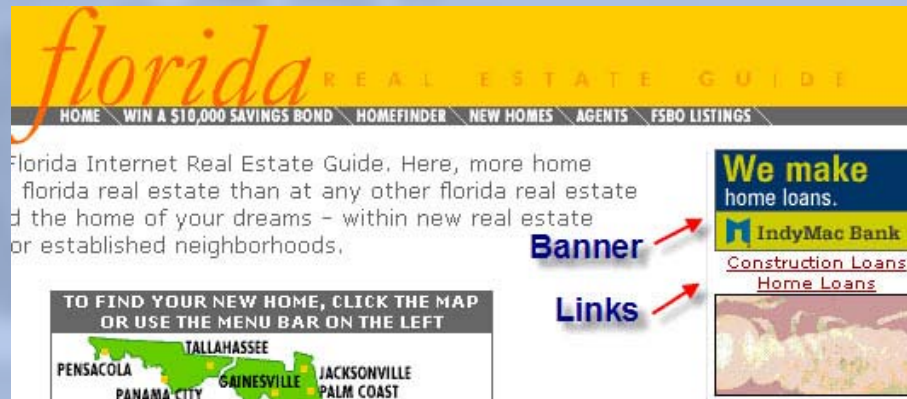 florida REAL ESTATE GUIDE
HOME WIN A $10,000 SAVINGS BOND HOMEFINDER NEW HOMES AGENTS FSBO LISTINGS
Florida Internet Real Estate Guide. Here, more home
florida real estate than at any other florida real estate
d the home of your dreams – within new real estate
or established neighborhoods.
We make
home loans.
IndyMac Bank
Banner
Construction Loans
Home Loans
Links
TO FIND YOUR NEW HOME, CLICK THE MAP
OR USE THE MENU BAR ON THE LEFT
TALLAHASSEE
PENSACOLA
GAINESVILLE
JACKSONVILLE
PANAMA CITY
PALM COAST